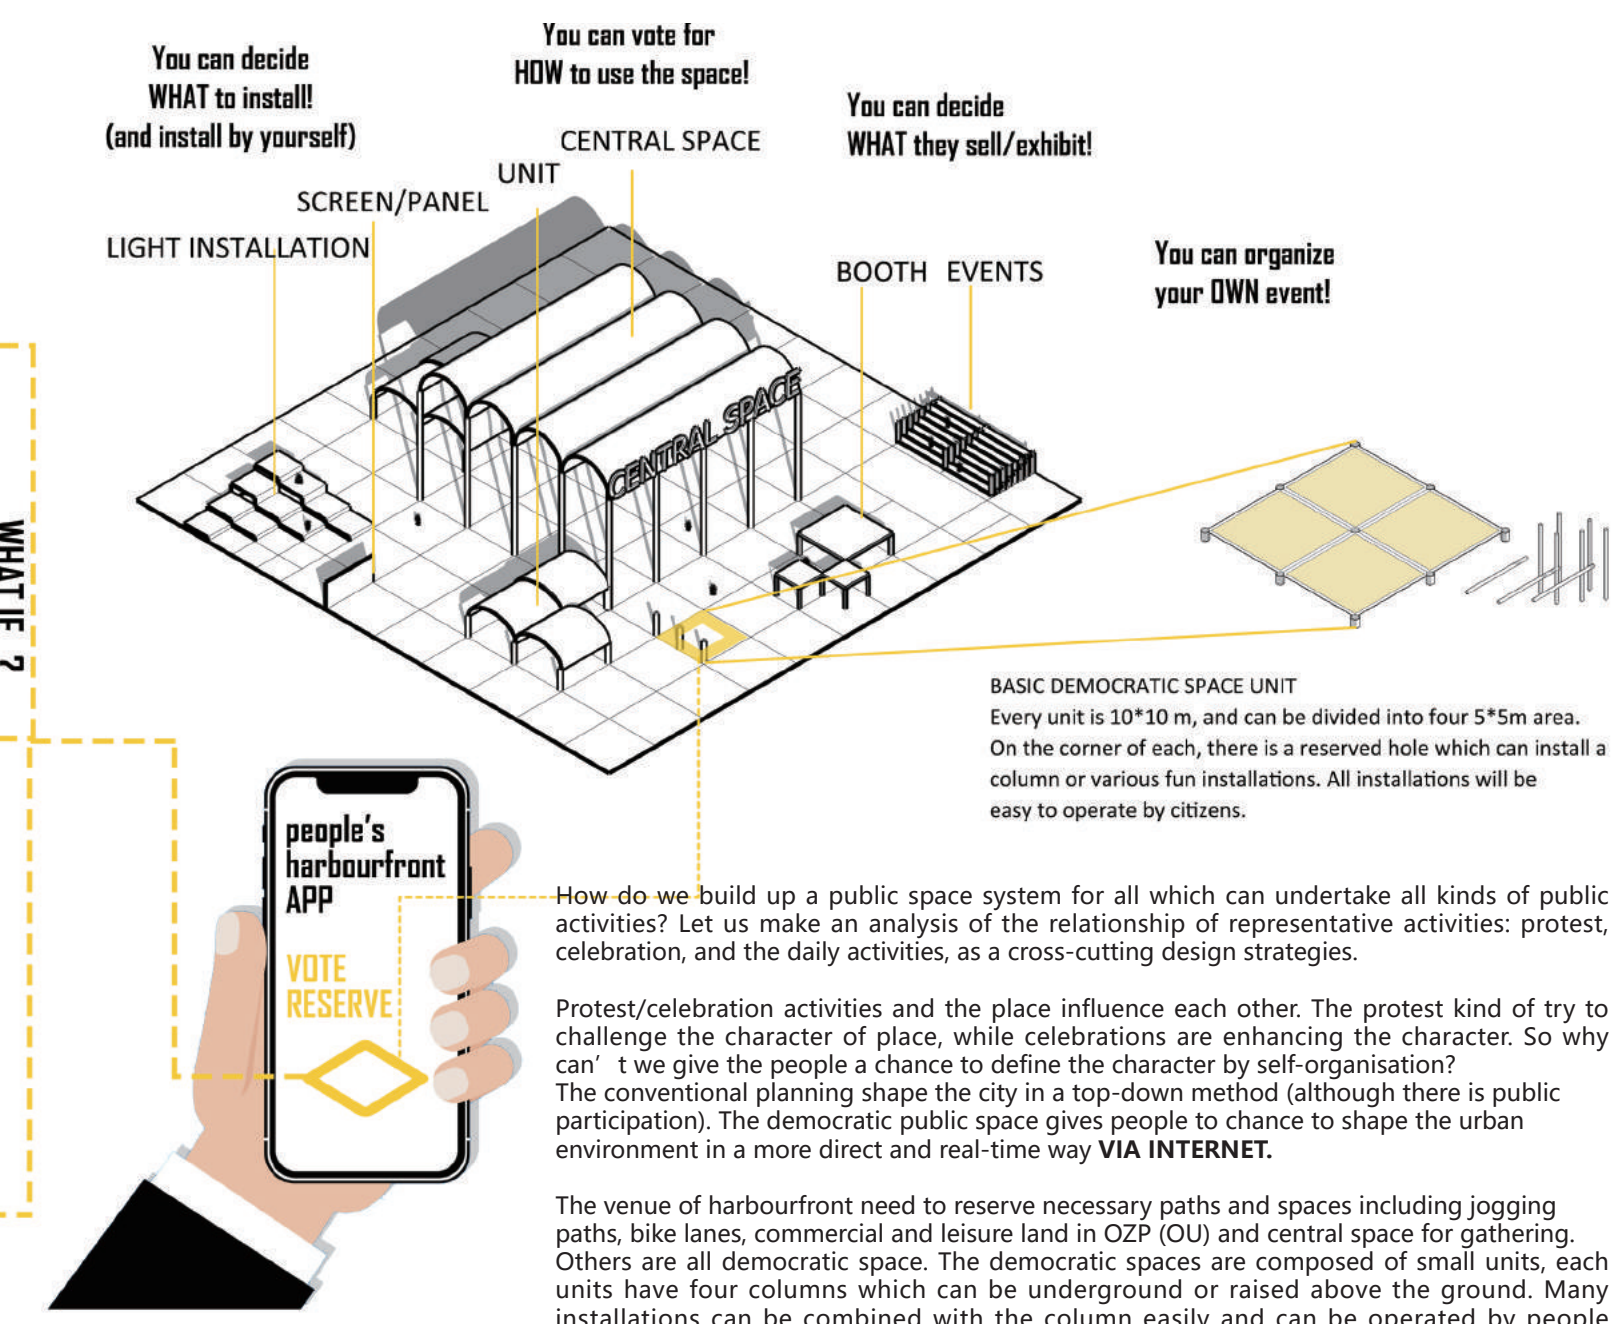 You can decide
WHAT to install!
(and install by yourself)
You can vote for
HOW to use the space!
You can decide
WHAT they sell/exhibit!
You can organize
your OWN event!
CENTRAL SPACE
UNIT
SCREEN/PANEL
LIGHT INSTALLATION
BOOTH EVENTS
CENTRAL SPACE
WHAT IF ?
BASIC DEMOCRATIC SPACE UNIT
Every unit is 10*10 m, and can be divided into four 5*5m area.
On the corner of each, there is a reserved hole which can install a
column or various fun installations. All installations will be
easy to operate by citizens.
people's
harbourfront
APP
VOTE
RESERVE
How do we build up a public space system for all which can undertake all kinds of public
activities? Let us make an analysis of the relationship of representative activities: protest,
celebration, and the daily activities, as a cross-cutting design strategies.
Protest/celebration activities and the place influence each other. The protest kind of try to
challenge the character of place, while celebrations are enhancing the character. So why
can’ t we give the people a chance to define the character by self-organisation?
The conventional planning shape the city in a top-down method (although there is public
participation). The democratic public space gives people to chance to shape the urban
environment in a more direct and real-time way VIA INTERNET.
The venue of harbourfront need to reserve necessary paths and spaces including jogging
paths, bike lanes, commercial and leisure land in OZP (OU) and central space for gathering.
Others are all democratic space. The democratic spaces are composed of small units, each
units have four columns which can be underground or raised above the ground. Many
installations can be combined with the column easily and can be operated by people